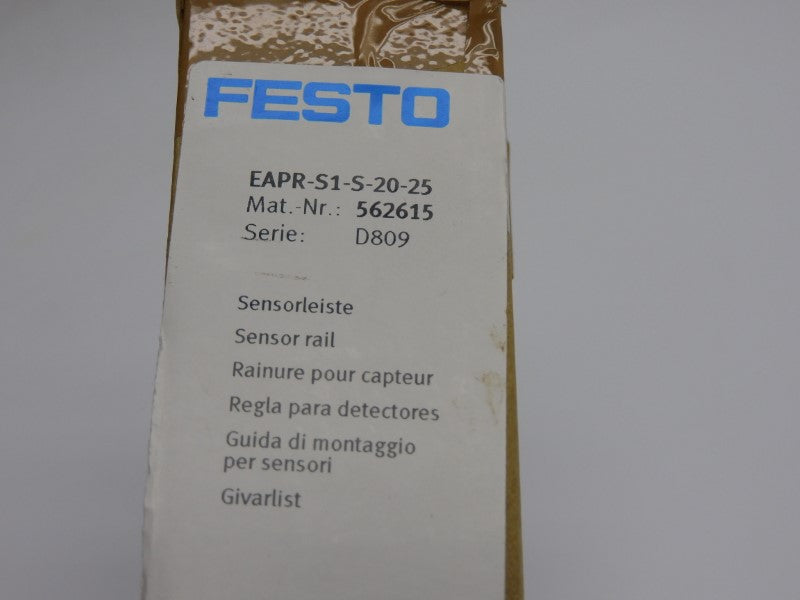 FESTO
EAPR-S1-S-20-25
Mat.-Nr.: 562615
Serie: D809
Sensorleiste
Sensor rail
Rainure pour capteur
Regla para detectores
Guida di montaggio
per sensori
Givarlist